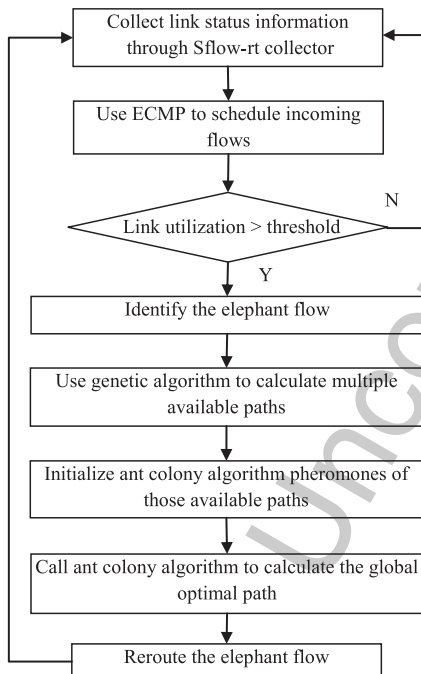 Collect link status information
through Sflow-rt collector
Use ECMP to schedule incoming
flows
N
Link utilization > threshold
Y
Identify the elephant flow
Use genetic algorithm to calculate multiple
available paths
Initialize ant colony algorithm pheromones of
those available paths
Call ant colony algorithm to calculate the global
optimal path
Reroute the elephant flow
Unco